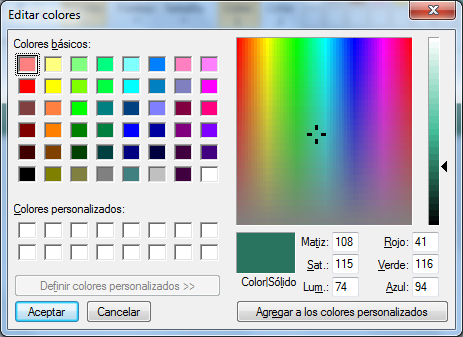 Editar colores
Colores básicos:
Colores personalizados:
Definir colores personalizados >>
Aceptar
Cancelar
Color|Sólido
Matiz: 108
Sat.: 115
Lum.: 74
Rojo: 41
Verde: 116
Azul: 94
Agregar a los colores personalizados